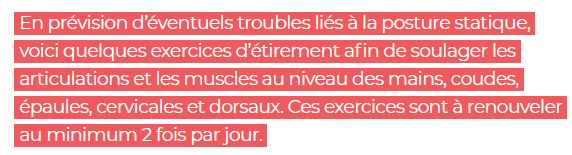 En prévision d'éventuels troubles liés à la posture statique,
voici quelques exercices d'étirement afin de soulager les
articulations et les muscles au niveau des mains, coudes,
épaules, cervicales et dorsaux. Ces exercices sont à renouveler
au minimum 2 fois par jour.